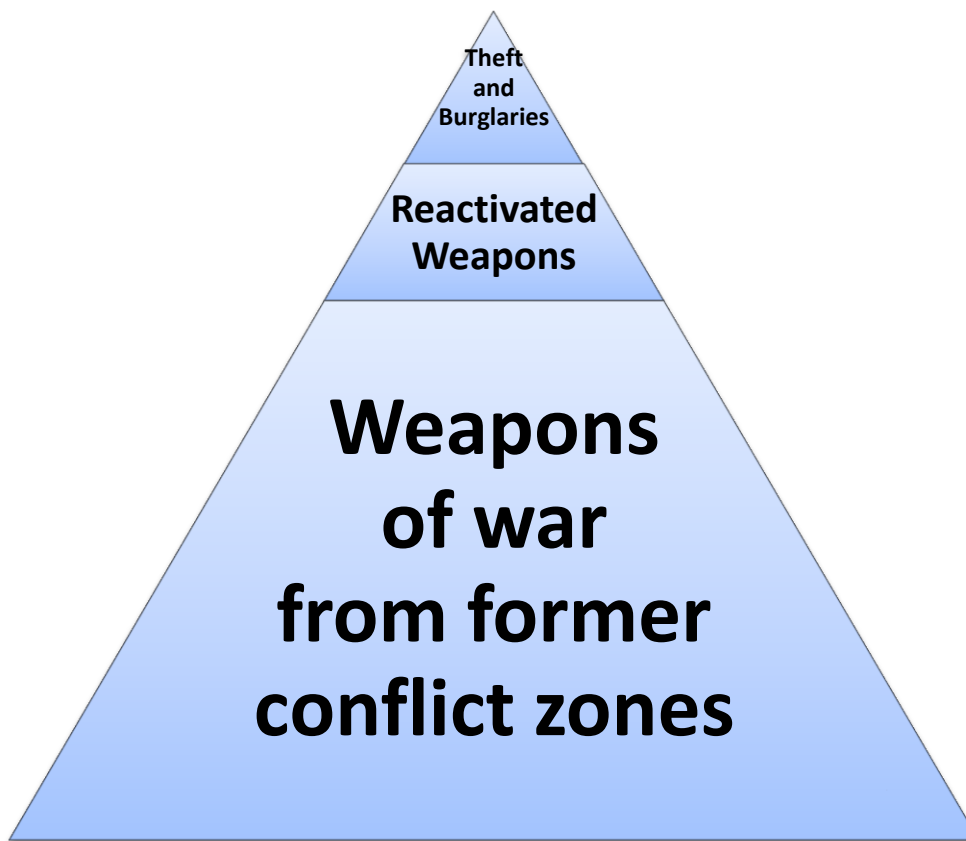 Theft
and
Burglaries
Reactivated
Weapons
Weapons
of war
from former
conflict zones